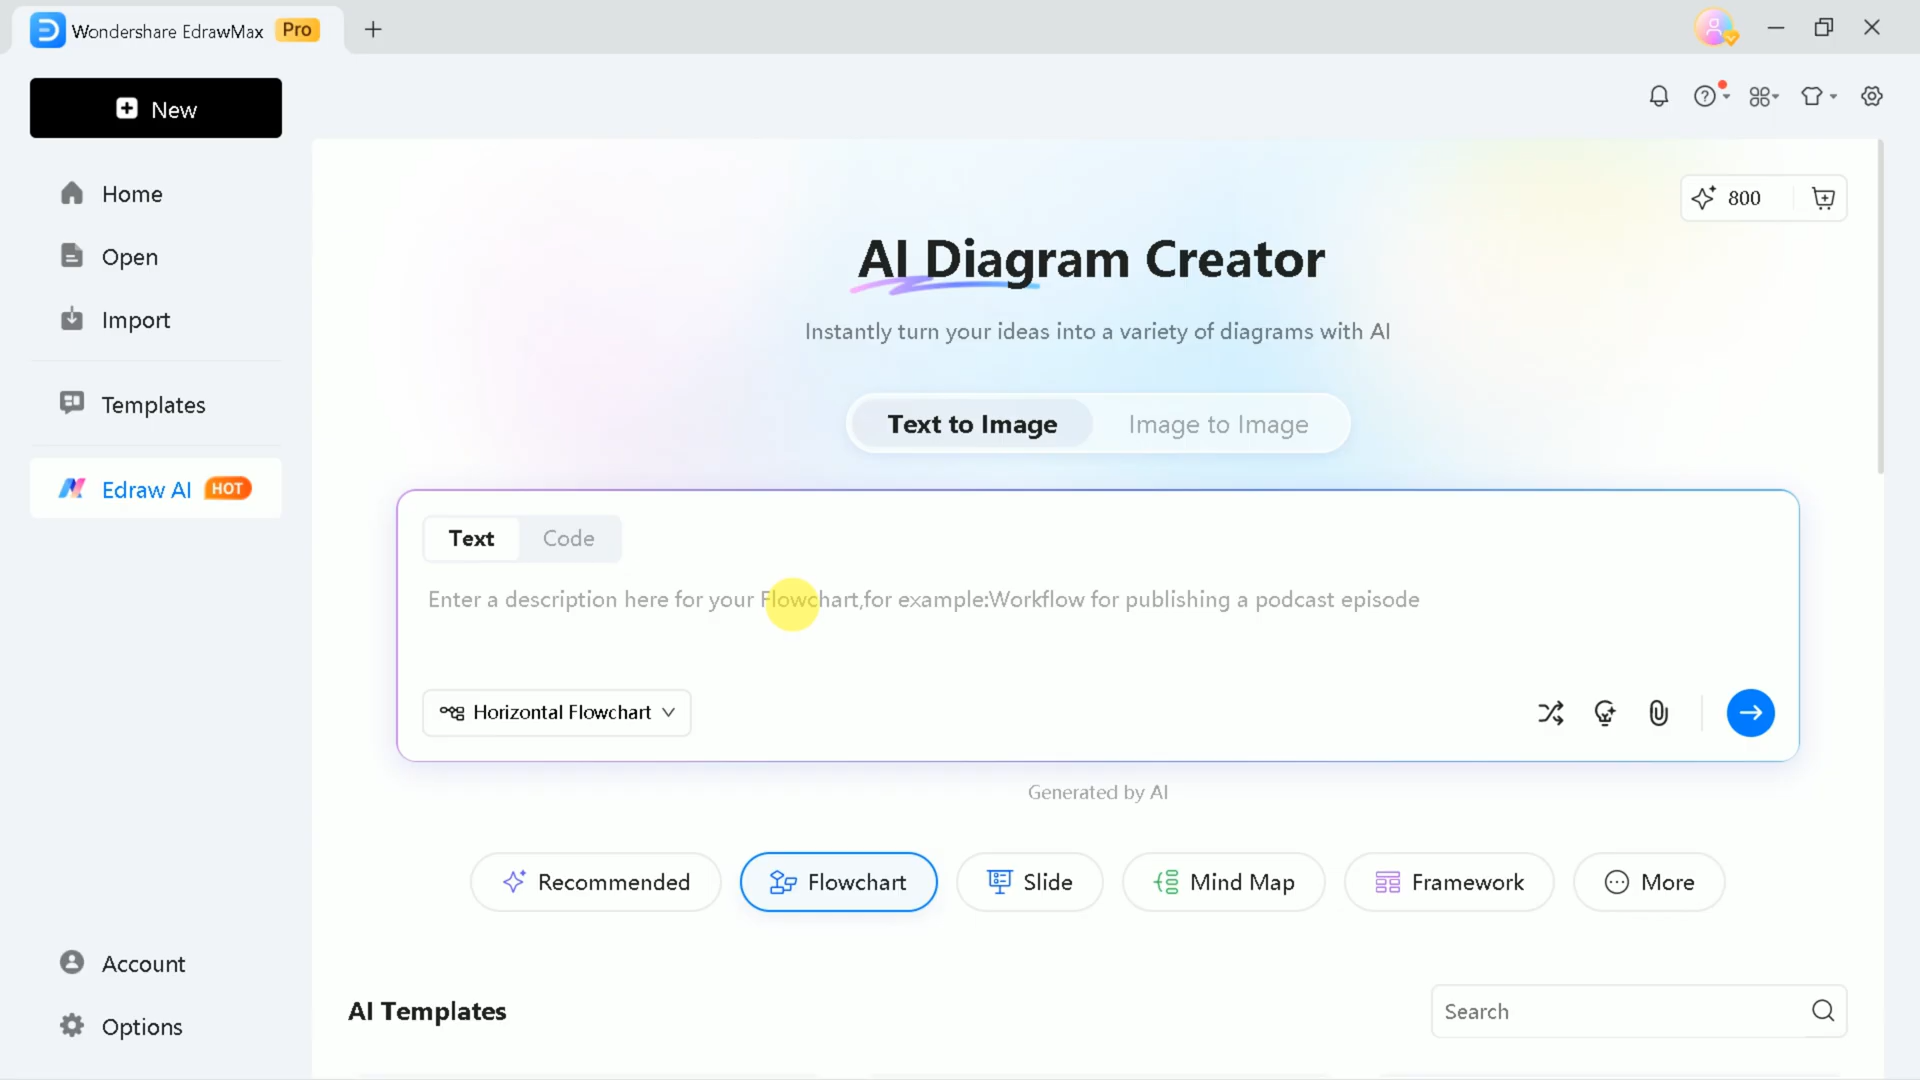 Wondershare EdrawMax Pro
New
Home
Open
Import
Templates
Edraw AI HOT
Account
Options
800
AI Diagram Creator
Instantly turn your ideas into a variety of diagrams with AI
Text to Image
Image to Image
Text
Code
Enter a description here for your Flowchart,for example:Workflow for publishing a podcast episode
Horizontal Flowchart
Generated by AI
Recommended
Flowchart
Slide
Mind Map
Framework
More
AI Templates
Search